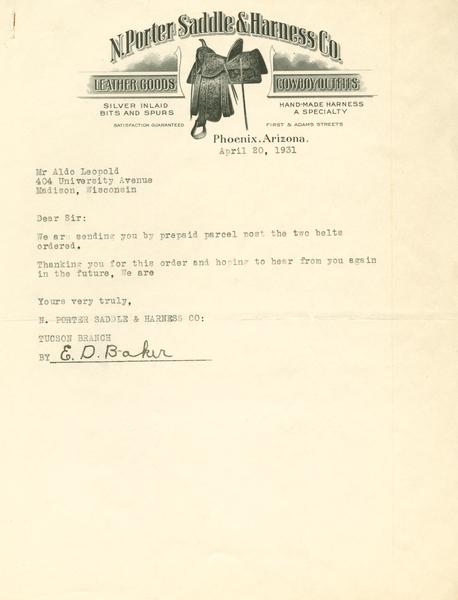 N. Porter Saddle & Harness Co.
LEATHER GOODS
COWBOY OUTFITS
SILVER INLAID
BITS AND SPURS
HAND-MADE HARNESS
A SPECIALTY
SATISFACTION GUARANTEED
FIRST & ADAMS STREETS
Phoenix, Arizona.
April 20, 1931
Mr Aldo Leopold
404 University Avenue
Madison, Wisconsin
Dear Sir:
We are sending you by prepaid parcel post the two belts
ordered.
Thanking you for this order and hoping to hear from you again
in the future, We are
Yours very truly,
N. PORTER SADDLE & HARNESS CO:
TUCSON BRANCH
BY E. D. Baker